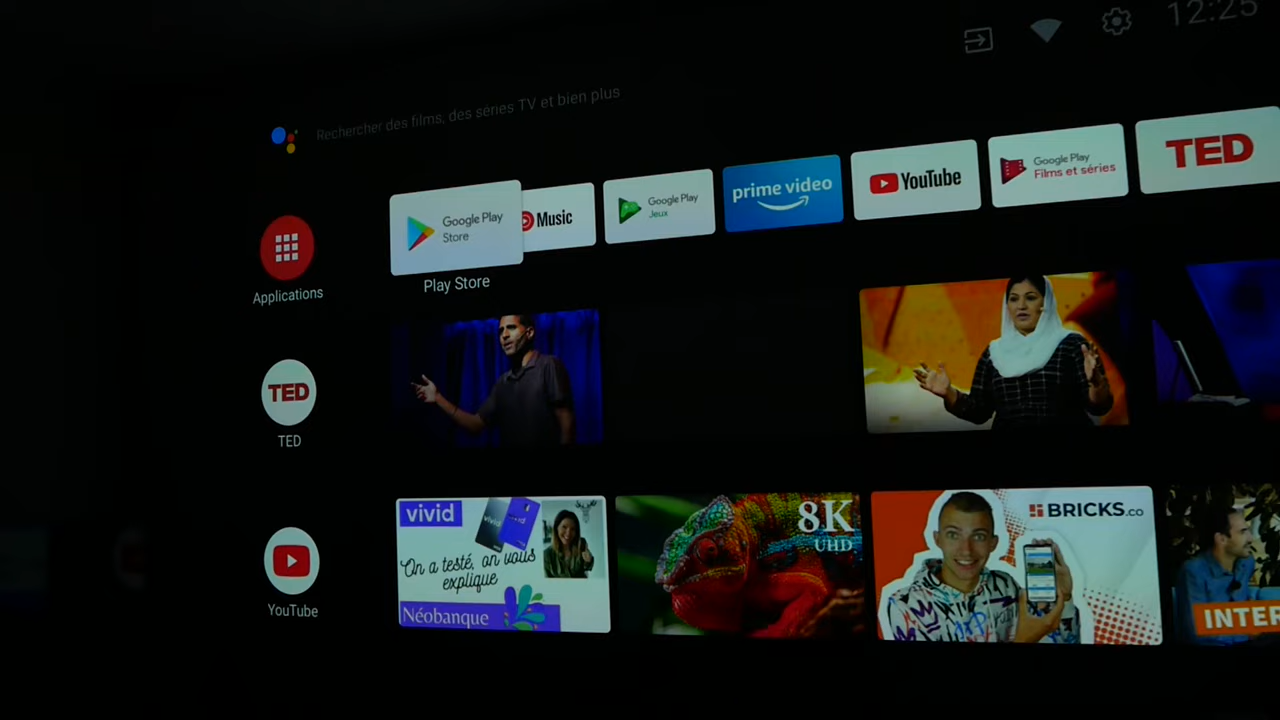 12:25
Rechercher des films, des séries TV et bien plus
Google Play
Store
Music
Google Play
Jeux
prime video
YouTube
Google Play
Films et séries
TED
Play Store
Applications
TED
TED
YouTube
vivid
vivid
vivid
On a testé, on vous
explique
Néobanque
8K
UHD
BRICKS.co
INTER